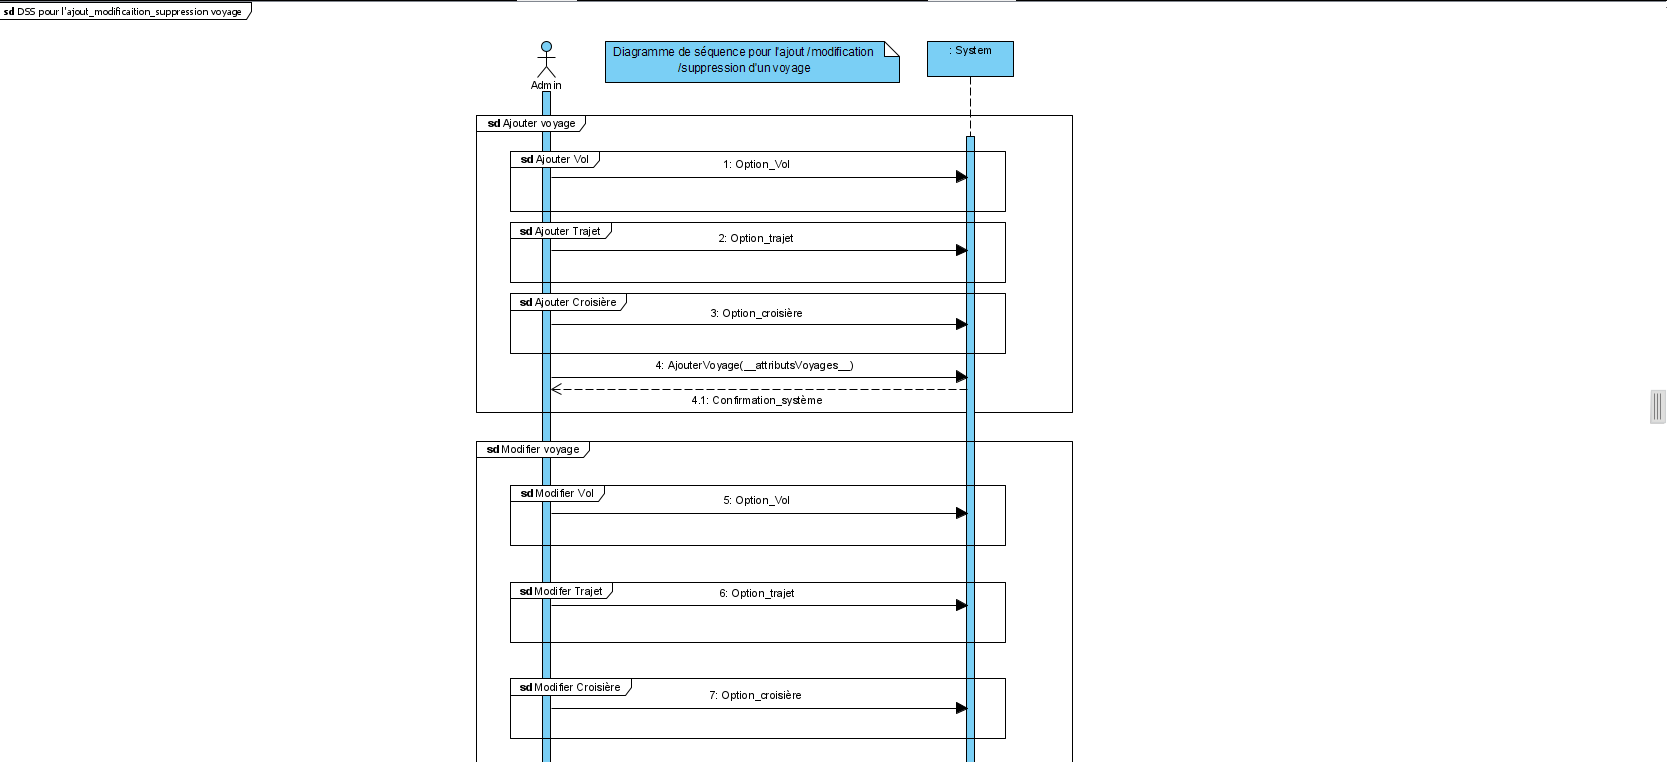 sd DSS pour l'ajout_modificaition_suppression voyage
Diagramme de séquence pour l'ajout /modification
/suppression d'un voyage
: System
Admin
sd Ajouter voyage
sd Ajouter Vol
1: Option_Vol
sd Ajouter Trajet
2: Option_trajet
sd Ajouter Croisière
3: Option_croisière
4: AjouterVoyage(__attributsVoyages__)
4.1: Confirmation_système
sd Modifier voyage
sd Modifier Vol
5: Option_Vol
sd Modifer Trajet
6: Option_trajet
sd Modifier Croisière
7: Option_croisière